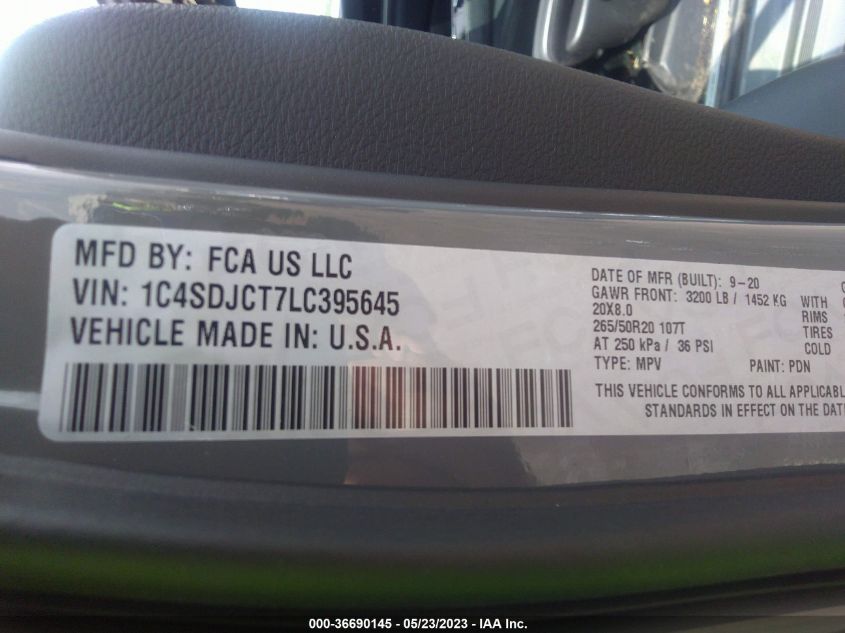 MFD BY: FCA US LLC
VIN: 1C4SDJCT7LC395645
VEHICLE MADE IN: U.S.A.
DATE OF MFR (BUILT): 9-20
GAWR FRONT: 3200 LB / 1452 KG WITH
20X8.0 RIMS
265/50R20 107T TIRES
AT 250 kPa / 36 PSI COLD
TYPE: MPV PAINT: PDN
THIS VEHICLE CONFORMS TO ALL APPLICABLE
STANDARDS IN EFFECT ON THE DATE
000-36690145 - 05/23/2023 - IAA Inc.